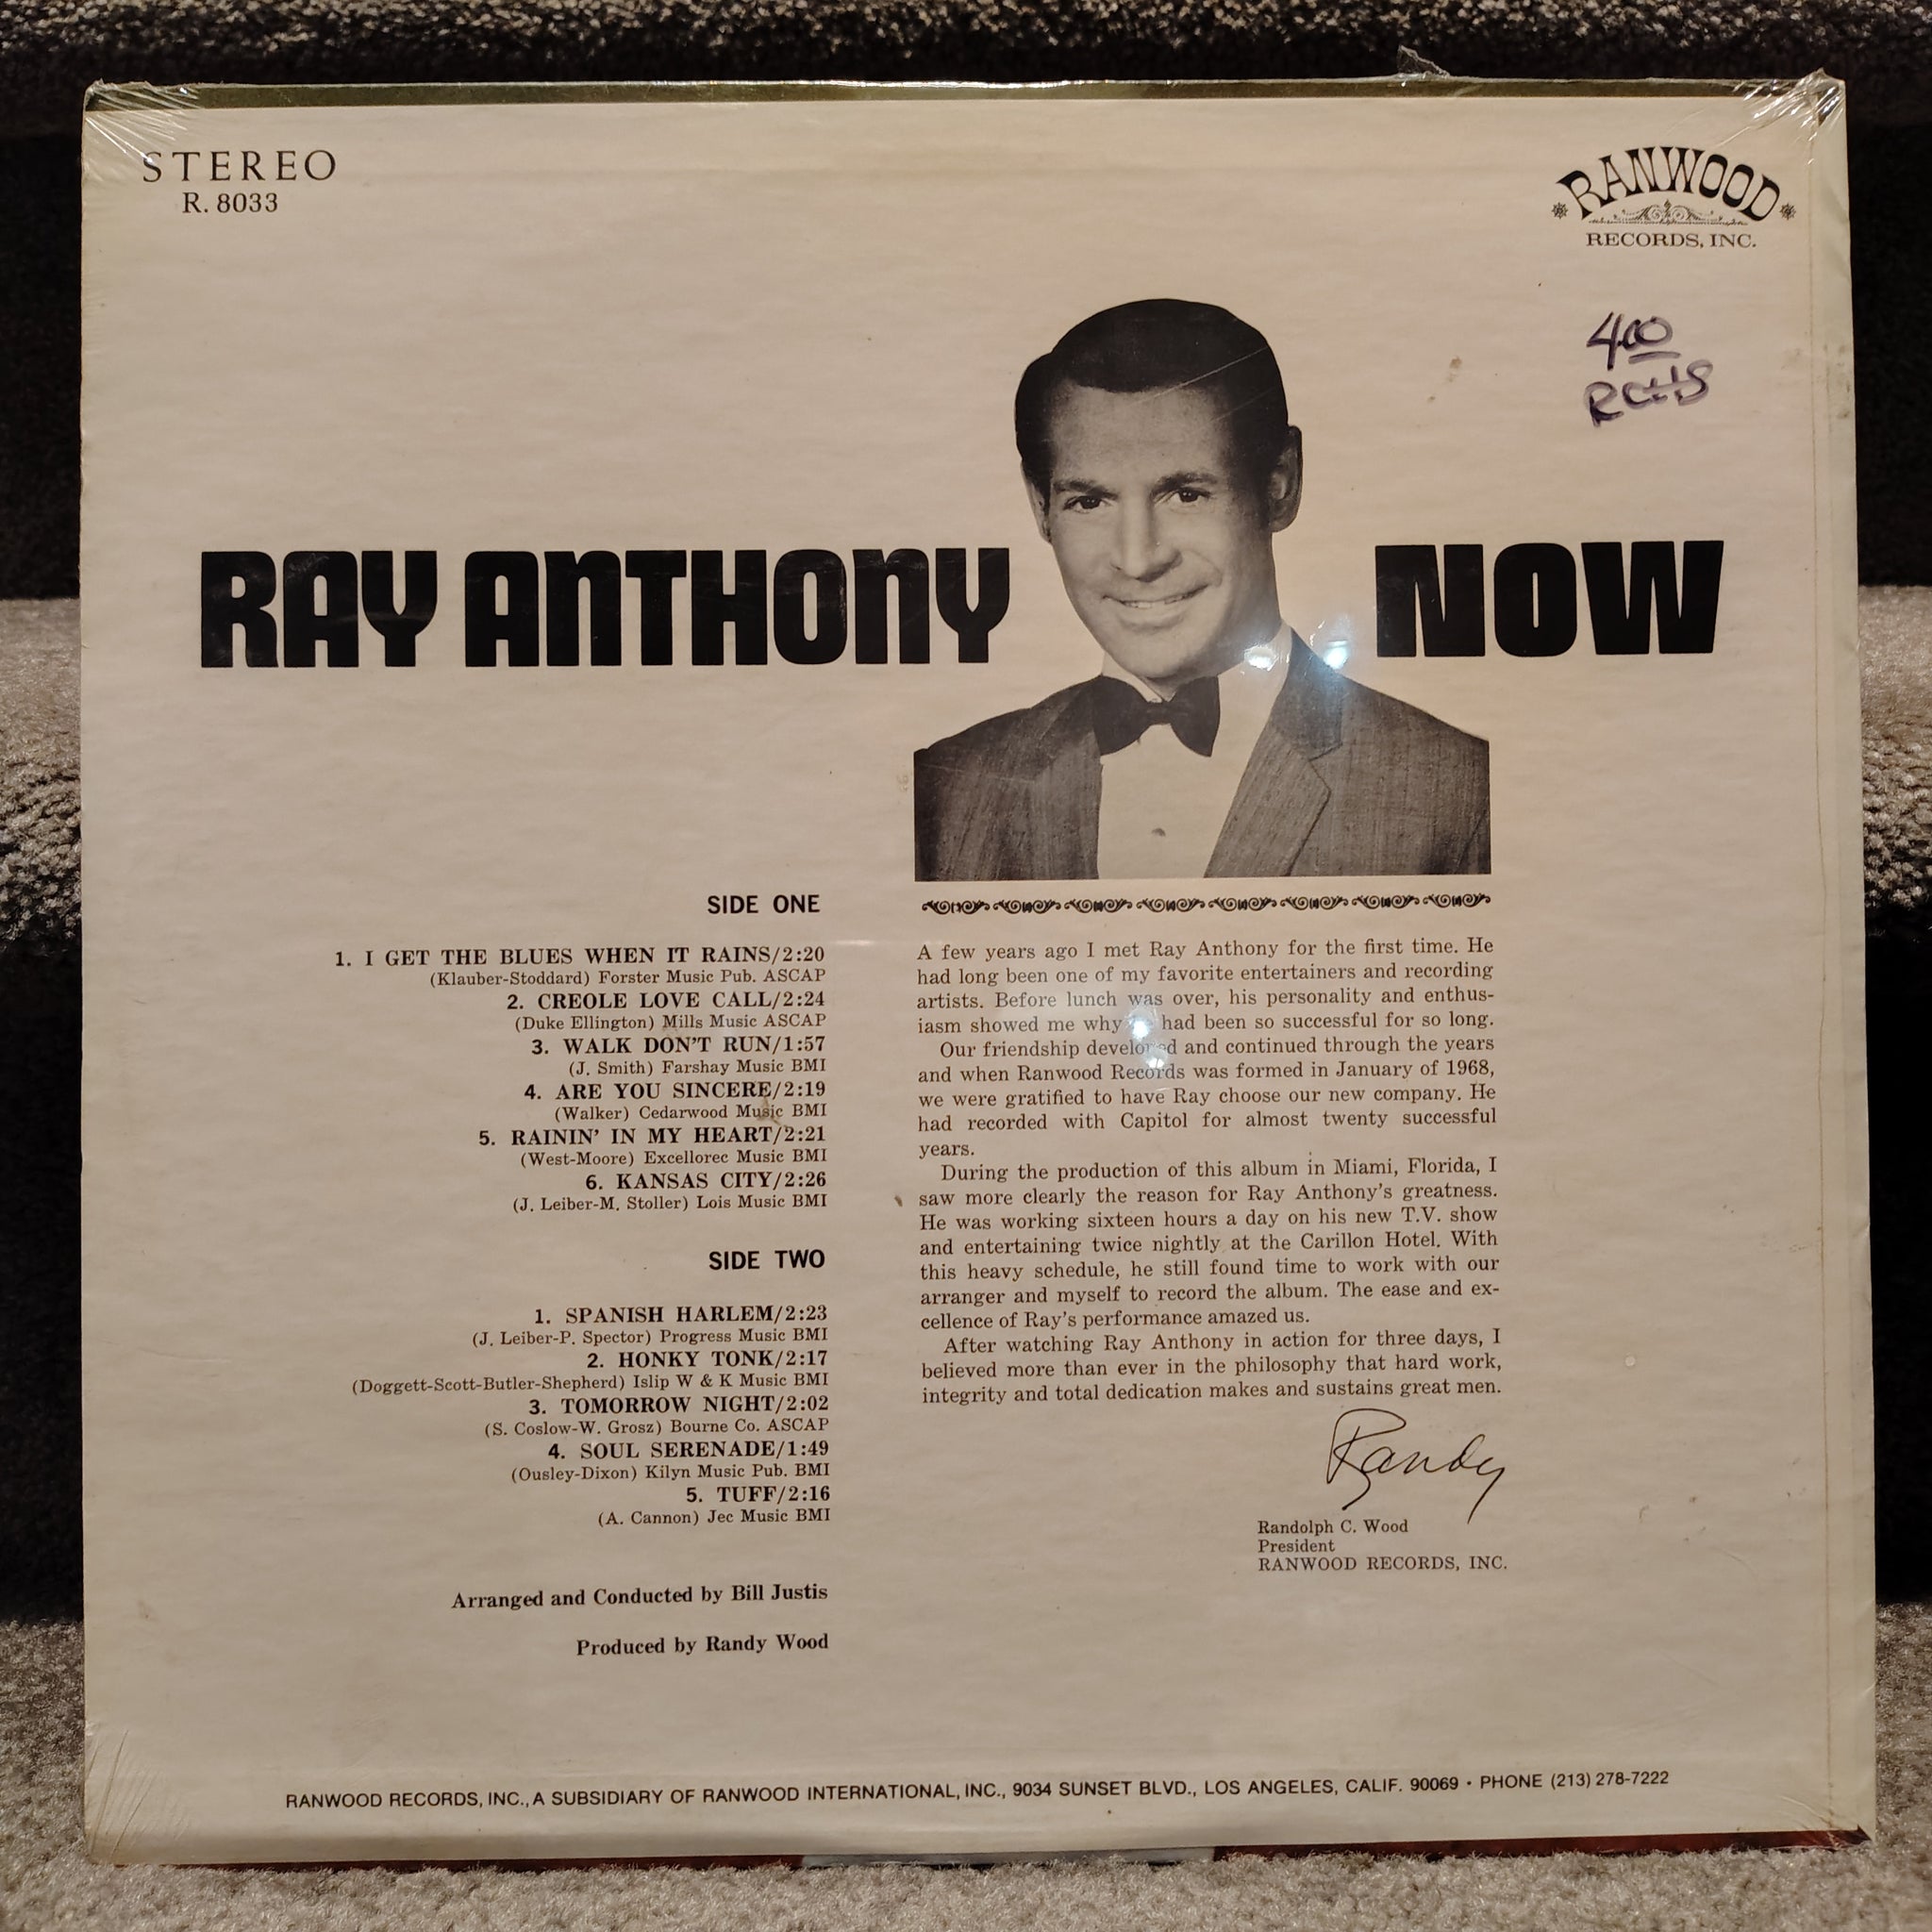 STEREO
R. 8033
RANWOOD
RECORDS, INC.
4.00
RCHS
RAY ANTHONY NOW
SIDE ONE
1. I GET THE BLUES WHEN IT RAINS/2:20
(Klauber-Stoddard) Forster Music Pub. ASCAP
2. CREOLE LOVE CALL/2:24
(Duke Ellington) Mills Music ASCAP
3. WALK DON'T RUN/1:57
(J. Smith) Farshay Music BMI
4. ARE YOU SINCERE/2:19
(Walker) Cedarwood Music BMI
5. RAININ' IN MY HEART/2:21
(West-Moore) Excellorec Music BMI
6. KANSAS CITY/2:26
(J. Leiber-M. Stoller) Lois Music BMI
SIDE TWO
1. SPANISH HARLEM/2:23
(J. Leiber-P. Spector) Progress Music BMI
2. HONKY TONK/2:17
(Doggett-Scott-Butler-Shepherd) Islip W & K Music BMI
3. TOMORROW NIGHT/2:02
(S. Coslow-W. Grosz) Bourne Co. ASCAP
4. SOUL SERENADE/1:49
(Ousley-Dixon) Kilyn Music Pub. BMI
5. TUFF/2:16
(A. Cannon) Jec Music BMI
Arranged and Conducted by Bill Justis
Produced by Randy Wood
A few years ago I met Ray Anthony for the first time. He
had long been one of my favorite entertainers and recording
artists. Before lunch was over, his personality and enthus-
iasm showed me why had been so successful for so long.
Our friendship developed and continued through the years
and when Ranwood Records was formed in January of 1968,
we were gratified to have Ray choose our new company. He
had recorded with Capitol for almost twenty successful
years.
During the production of this album in Miami, Florida, I
saw more clearly the reason for Ray Anthony's greatness.
He was working sixteen hours a day on his new T.V. show
and entertaining twice nightly at the Carillon Hotel. With
this heavy schedule, he still found time to work with our
arranger and myself to record the album. The ease and ex-
cellence of Ray's performance amazed us.
After watching Ray Anthony in action for three days, I
believed more than ever in the philosophy that hard work,
integrity and total dedication makes and sustains great men.
Randy
Randolph C. Wood
President
RANWOOD RECORDS, INC.
RANWOOD RECORDS, INC., A SUBSIDIARY OF RANWOOD INTERNATIONAL, INC., 9034 SUNSET BLVD., LOS ANGELES, CALIF. 90069 • PHONE (213) 278-7222